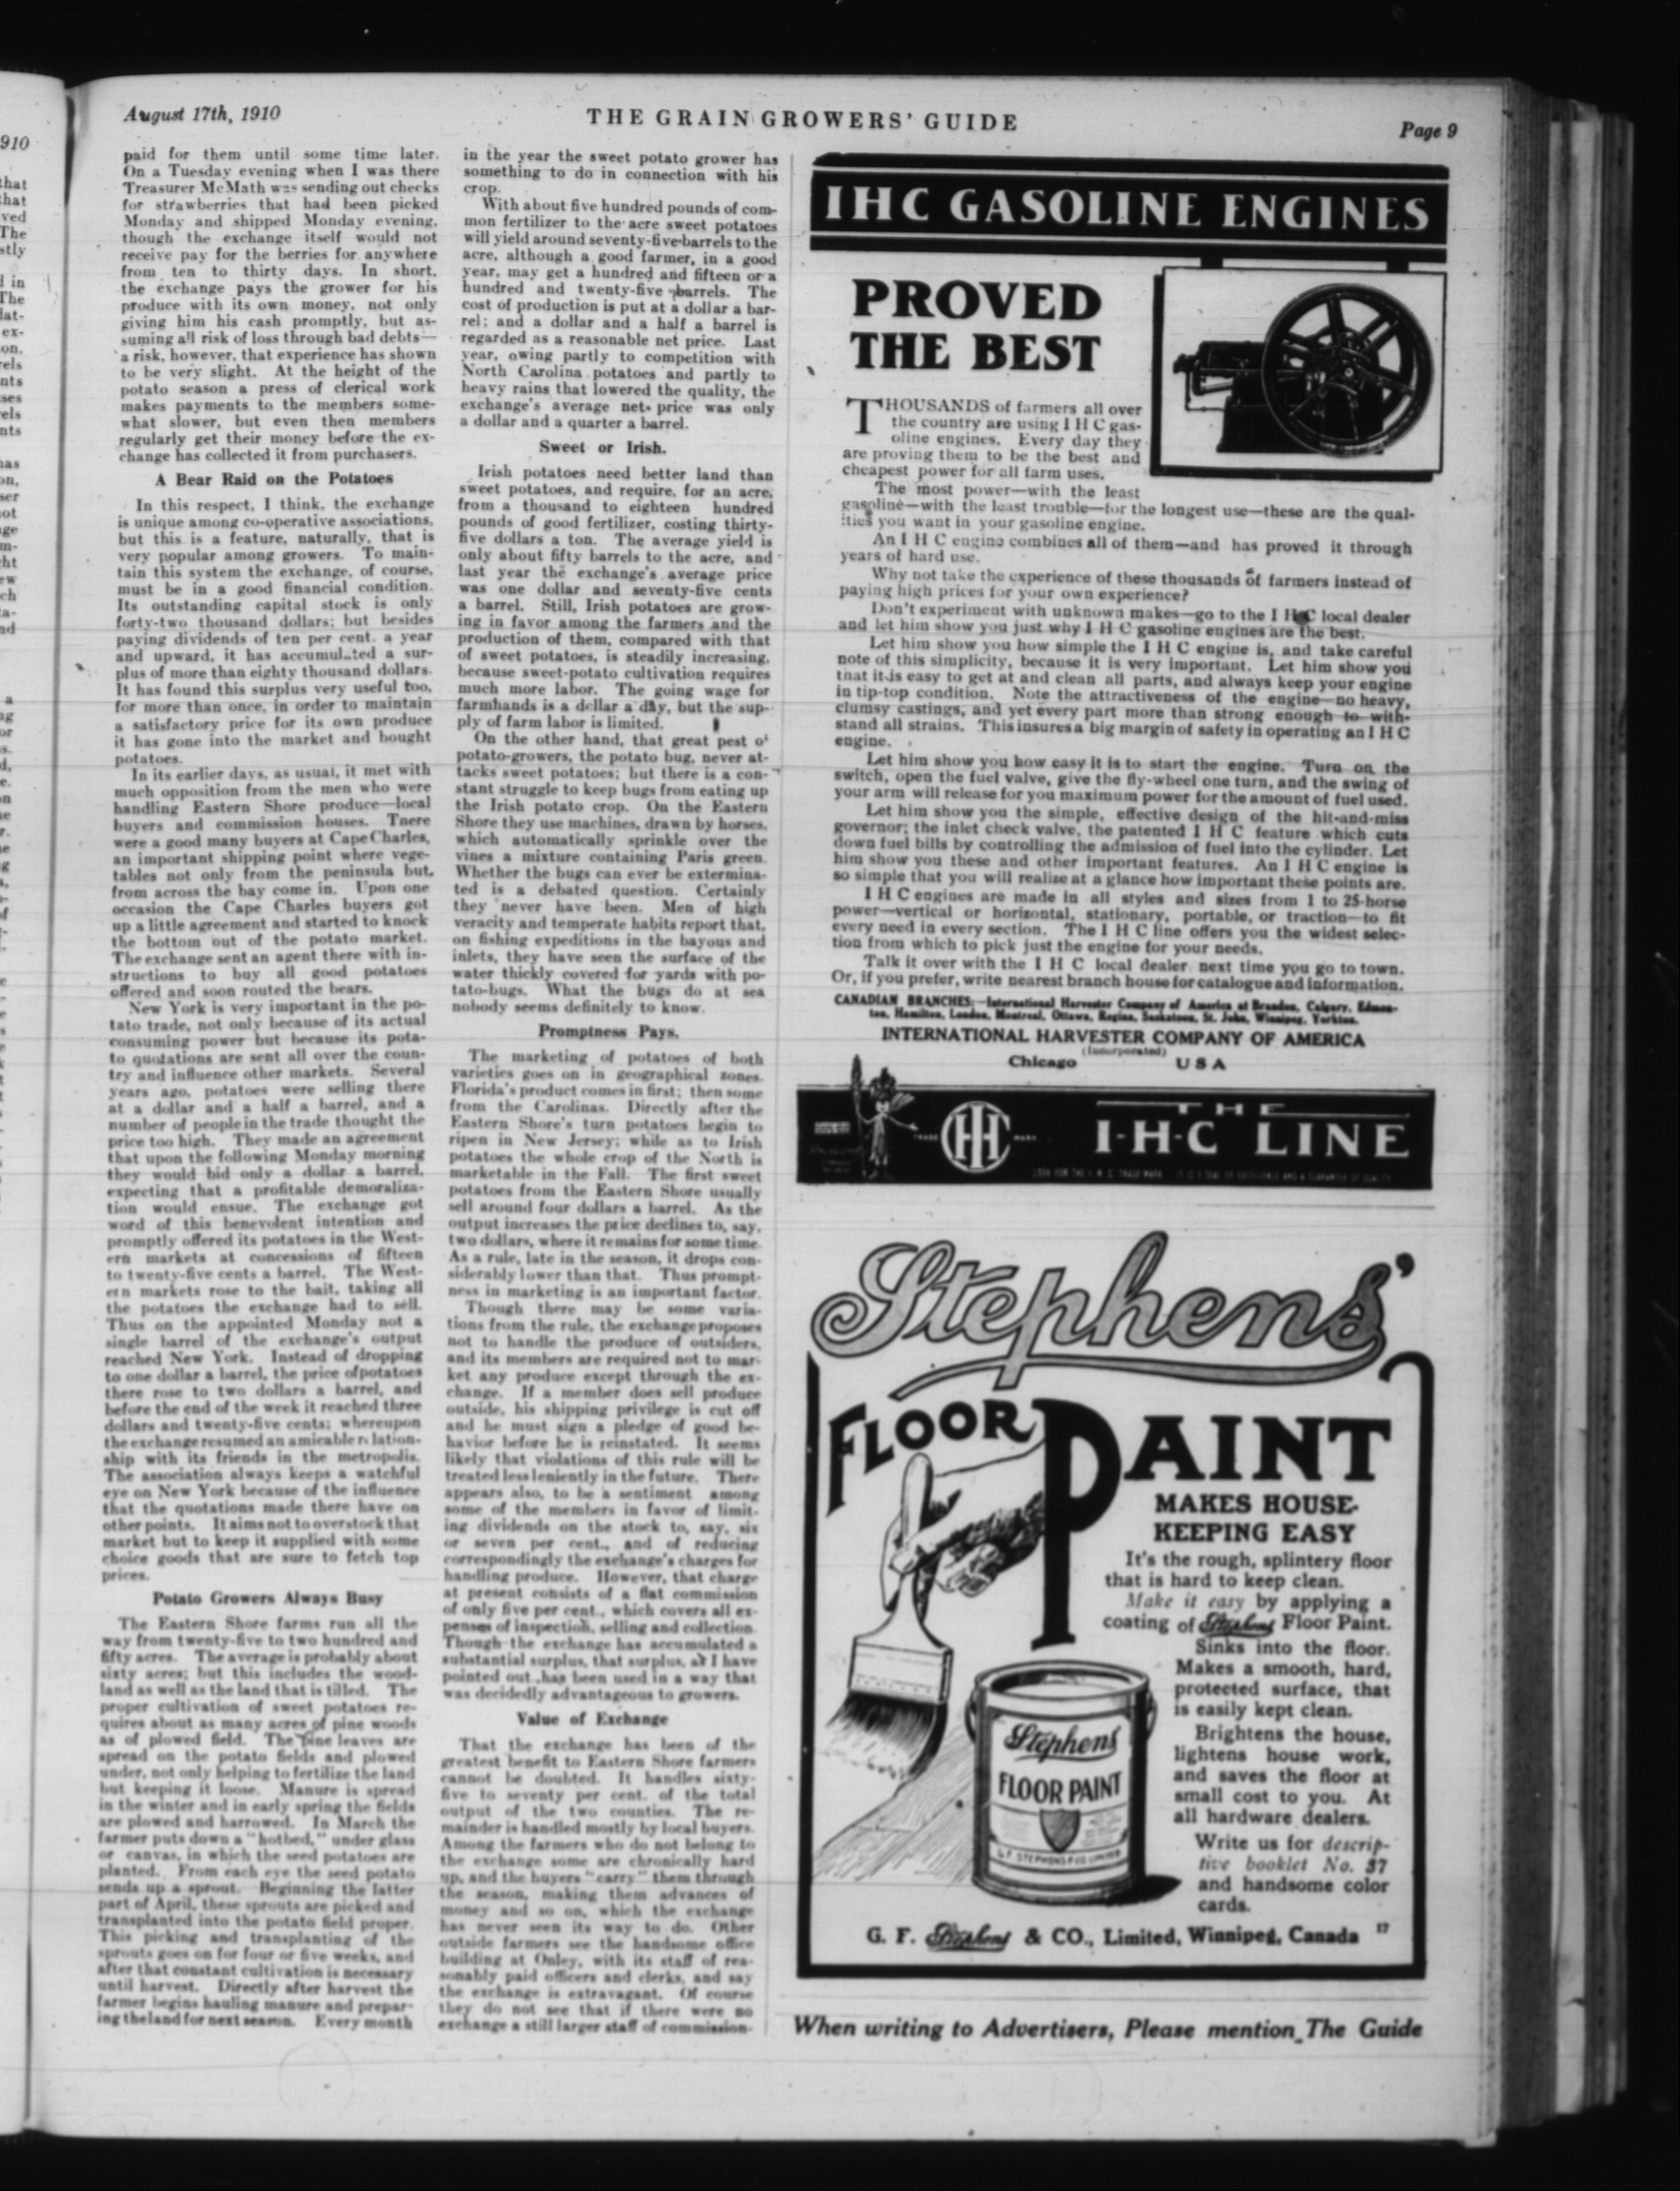 August 17th, 1910
THE GRAIN GROWERS' GUIDE
Page 9
paid for them until some time later.
On a Tuesday evening when I was there
Treasurer McMath was sending out checks
for strawberries that had been picked
Monday and shipped Monday evening,
though the exchange itself would not
receive pay for the berries for anywhere
from ten to thirty days. In short,
the exchange pays the grower for his
produce with its own money, not only
giving him his cash promptly, but as-
suming all risk of loss through bad debts—
a risk, however, that experience has shown
to be very slight. At the height of the
potato season a press of clerical work
makes payments to the members some-
what slower, but even then members
regularly get their money before the ex-
change has collected it from purchasers.
A Bear Raid on the Potatoes
In this respect, I think, the exchange
is unique among co-operative associations,
but this is a feature, naturally, that is
very popular among growers. To main-
tain this system the exchange, of course,
must be in a good financial condition.
Its outstanding capital stock is only
forty-two thousand dollars; but besides
paying dividends of ten per cent. a year
and upward, it has accumulated a sur-
plus of more than eighty thousand dollars.
It has found this surplus very useful too,
for more than once, in order to maintain
a satisfactory price for its own produce
it has gone into the market and bought
potatoes.
In its earlier days, as usual, it met with
much opposition from the men who were
handling Eastern Shore produce—local
buyers and commission houses. Tnere
were a good many buyers at Cape Charles,
an important shipping point where vege-
tables not only from the peninsula but,
from across the bay come in. Upon one
occasion the Cape Charles buyers got
up a little agreement and started to knock
the bottom out of the potato market.
The exchange sent an agent there with in-
structions to buy all good potatoes
offered and soon routed the bears.
New York is very important in the po-
tato trade, not only because of its actual
consuming power but because its pota-
to quotations are sent all over the coun-
try and influence other markets. Several
years ago, potatoes were selling there
at a dollar and a half a barrel, and a
number of people in the trade thought the
price too high. They made an agreement
that upon the following Monday morning
they would bid only a dollar a barrel,
expecting that a profitable demoraliza-
tion would ensue. The exchange got
word of this benevolent intention and
promptly offered its potatoes in the West-
ern markets at concessions of fifteen
to twenty-five cents a barrel. The West-
ern markets rose to the bait, taking all
the potatoes the exchange had to sell.
Thus on the appointed Monday not a
single barrel of the exchange's output
reached New York. Instead of dropping
to one dollar a barrel, the price of potatoes
there rose to two dollars a barrel, and
before the end of the week it reached three
dollars and twenty-five cents; whereupon
the exchange resumed an amicable relation-
ship with its friends in the metropolis.
The association always keeps a watchful
eye on New York because of the influence
that the quotations made there have on
other points. It aims not to overstock that
market but to keep it supplied with some
choice goods that are sure to fetch top
prices.
Potato Growers Always Busy
The Eastern Shore farms run all the
way from twenty-five to two hundred and
fifty acres. The average is probably about
sixty acres; but this includes the wood-
land as well as the land that is tilled. The
proper cultivation of sweet potatoes re-
quires about as many acres of pine woods
as of plowed field. The pine leaves are
spread on the potato fields and plowed
under, not only helping to fertilize the land
but keeping it loose. Manure is spread
in the winter and in early spring the fields
are plowed and harrowed. In March the
farmer puts down a "hotbed," under glass
or canvas, in which the seed potatoes are
planted. From each eye the seed potato
sends up a sprout. Beginning the latter
part of April, these sprouts are picked and
transplanted into the potato field proper.
This picking and transplanting of the
sprouts goes on for four or five weeks, and
after that constant cultivation is necessary
until harvest. Directly after harvest the
farmer begins hauling manure and prepar-
ing the land for next season. Every month
in the year the sweet potato grower has
something to do in connection with his
crop.
With about five hundred pounds of com-
mon fertilizer to the acre sweet potatoes
will yield around seventy-five barrels to the
acre, although a good farmer, in a good
year, may get a hundred and fifteen or a
hundred and twenty-five barrels. The
cost of production is put at a dollar a bar-
rel; and a dollar and a half a barrel is
regarded as a reasonable net price. Last
year, owing partly to competition with
North Carolina potatoes and partly to
heavy rains that lowered the quality, the
exchange's average net price was only
a dollar and a quarter a barrel.
Sweet or Irish.
Irish potatoes need better land than
sweet potatoes, and require, for an acre,
from a thousand to eighteen hundred
pounds of good fertilizer, costing thirty-
five dollars a ton. The average yield is
only about fifty barrels to the acre, and
last year the exchange's average price
was one dollar and seventy-five cents
a barrel. Still, Irish potatoes are grow-
ing in favor among the farmers and the
production of them, compared with that
of sweet potatoes, is steadily increasing,
because sweet-potato cultivation requires
much more labor. The going wage for
farmhands is a dollar a day, but the sup-
ply of farm labor is limited.
On the other hand, that great pest of
potato-growers, the potato bug, never at-
tacks sweet potatoes; but there is a con-
stant struggle to keep bugs from eating up
the Irish potato crop. On the Eastern
Shore they use machines, drawn by horses,
which automatically sprinkle over the
vines a mixture containing Paris green.
Whether the bugs can ever be extermina-
ted is a debated question. Certainly
they never have been. Men of high
veracity and temperate habits report that,
on fishing expeditions in the bayous and
inlets, they have seen the surface of the
water thickly covered for yards with po-
tato-bugs. What the bugs do at sea
nobody seems definitely to know.
Promptness Pays.
The marketing of potatoes of both
varieties goes on in geographical zones.
Florida's product comes in first; then some
from the Carolinas. Directly after the
Eastern Shore's turn potatoes begin to
ripen in New Jersey; while as to Irish
potatoes the whole crop of the North is
marketable in the Fall. The first sweet
potatoes from the Eastern Shore usually
sell around four dollars a barrel. As the
output increases the price declines to, say,
two dollars, where it remains for some time.
As a rule, late in the season, it drops con-
siderably lower than that. Thus prompt-
ness in marketing is an important factor.
Though there may be some varia-
tions from the rule, the exchange proposes
not to handle the produce of outsiders,
and its members are required not to mar-
ket any produce except through the ex-
change. If a member does sell produce
outside, his shipping privilege is cut off
and he must sign a pledge of good be-
havior before he is reinstated. It seems
likely that violations of this rule will be
treated less leniently in the future. There
appears also, to be a sentiment among
some of the members in favor of limit-
ing dividends on the stock to, say, six
or seven per cent., and of reducing
correspondingly the exchange's charges for
handling produce. However, that charge
at present consists of a flat commission
of only five per cent., which covers all ex-
penses of inspection, selling and collection.
Though the exchange has accumulated a
substantial surplus, that surplus, as I have
pointed out, has been used in a way that
was decidedly advantageous to growers.
Value of Exchange
That the exchange has been of the
greatest benefit to Eastern Shore farmers
cannot be doubted. It handles sixty-
five to seventy per cent. of the total
output of the two counties. The re-
mainder is handled mostly by local buyers.
Among the farmers who do not belong to
the exchange some are chronically hard
up, and the buyers "carry" them through
the season, making them advances of
money and so on, which the exchange
has never seen its way to do. Other
outside farmers see the handsome office
building at Onley, with its staff of rea-
sonably paid officers and clerks, and say
the exchange is extravagant. Of course
they do not see that if there were no
exchange a still larger staff of commission-
IHC GASOLINE ENGINES
PROVED
THE BEST
THOUSANDS of farmers all over
the country are using I H C gas-
oline engines. Every day they
are proving them to be the best and
cheapest power for all farm uses.
The most power—with the least
gasoline—with the least trouble—for the longest use—these are the qual-
ities you want in your gasoline engine.
An I H C engine combines all of them—and has proved it through
years of hard use.
Why not take the experience of these thousands of farmers instead of
paying high prices for your own experience?
Don't experiment with unknown makes—go to the I H C local dealer
and let him show you just why I H C gasoline engines are the best.
Let him show you how simple the I H C engine is, and take careful
note of this simplicity, because it is very important. Let him show you
that it is easy to get at and clean all parts, and always keep your engine
in tip-top condition. Note the attractiveness of the engine—no heavy,
clumsy castings, and yet every part more than strong enough to with-
stand all strains. This insures a big margin of safety in operating an I H C
engine.
Let him show you how easy it is to start the engine. Turn on the
switch, open the fuel valve, give the fly-wheel one turn, and the swing of
your arm will release for you maximum power for the amount of fuel used.
Let him show you the simple, effective design of the hit-and-miss
governor; the inlet check valve, the patented I H C feature which cuts
down fuel bills by controlling the admission of fuel into the cylinder. Let
him show you these and other important features. An I H C engine is
so simple that you will realize at a glance how important these points are.
I H C engines are made in all styles and sizes from 1 to 25-horse
power—vertical or horizontal, stationary, portable, or traction—to fit
every need in every section. The I H C line offers you the widest selec-
tion from which to pick just the engine for your needs.
Talk it over with the I H C local dealer next time you go to town.
Or, if you prefer, write nearest branch house for catalogue and information.
CANADIAN BRANCHES:—International Harvester Company of America at Brandon, Calgary, Edmon-
ton, Hamilton, London, Montreal, Ottawa, Regina, Saskatoon, St. John, Winnipeg, Yorkton.
INTERNATIONAL HARVESTER COMPANY OF AMERICA
(Incorporated)
Chicago U S A
TRADE IHC MARK
THE
I-H-C LINE
LOOK FOR THE I. H. C. TRADE MARK. IT IS A SEAL OF EXCELLENCE AND A GUARANTEE OF QUALITY
Stephens'
FLOOR PAINT
MAKES HOUSE-
KEEPING EASY
It's the rough, splintery floor
that is hard to keep clean.
Make it easy by applying a
coating of Stephens Floor Paint.
Sinks into the floor.
Makes a smooth, hard,
protected surface, that
is easily kept clean.
Brightens the house,
lightens house work,
and saves the floor at
small cost to you. At
all hardware dealers.
Write us for descrip-
tive booklet No. 37
and handsome color
cards.
Stephens'
FLOOR PAINT
G. F. STEPHENS & CO. LIMITED
G. F. Stephens & CO., Limited, Winnipeg, Canada 17
When writing to Advertisers, Please mention The Guide